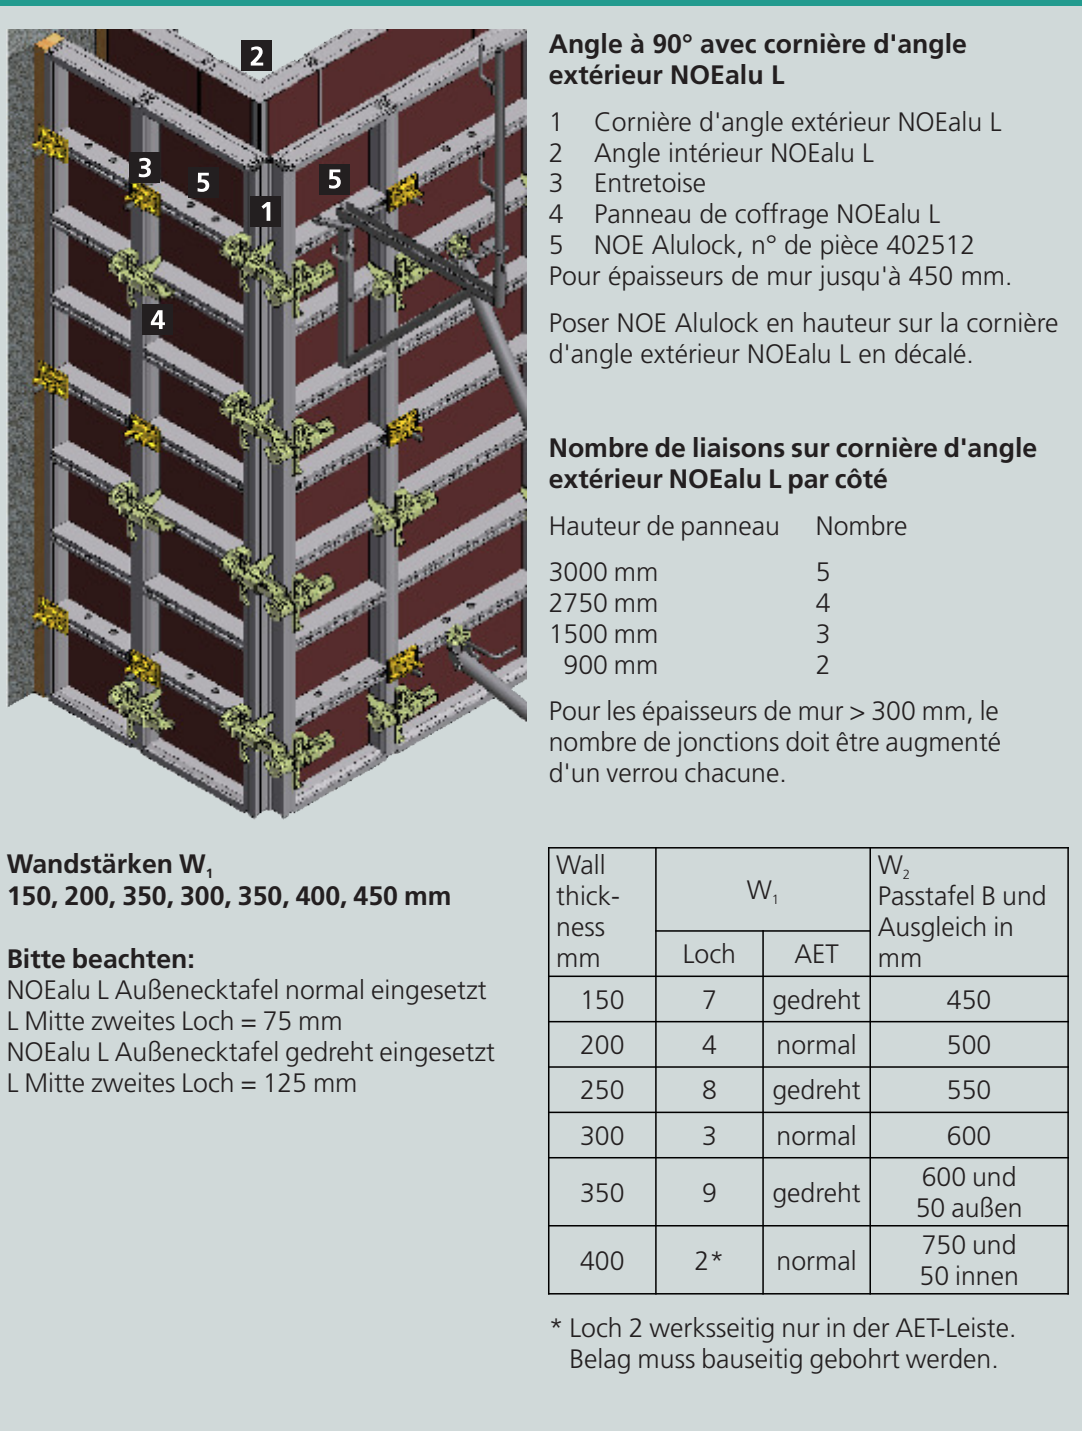 2
3
5
5
1
4
Angle à 90° avec cornière d'angle
extérieur NOEalu L
1 Cornière d'angle extérieur NOEalu L
2 Angle intérieur NOEalu L
3 Entretoise
4 Panneau de coffrage NOEalu L
5 NOE Alulock, n° de pièce 402512
Pour épaisseurs de mur jusqu'à 450 mm.
Poser NOE Alulock en hauteur sur la cornière
d'angle extérieur NOEalu L en décalé.
Nombre de liaisons sur cornière d'angle
extérieur NOEalu L par côté
Hauteur de panneau Nombre
3000 mm 5
2750 mm 4
1500 mm 3
900 mm 2
Pour les épaisseurs de mur > 300 mm, le
nombre de jonctions doit être augmenté
d'un verrou chacune.
Wandstärken W₁
150, 200, 350, 300, 350, 400, 450 mm
Bitte beachten:
NOEalu L Außenecktafel normal eingesetzt
L Mitte zweites Loch = 75 mm
NOEalu L Außenecktafel gedreht eingesetzt
L Mitte zweites Loch = 125 mm
Wall
thick-
ness
mm
W₁
Loch AET
W₂
Passtafel B und
Ausgleich in
mm
150 7 gedreht 450
200 4 normal 500
250 8 gedreht 550
300 3 normal 600
350 9 gedreht 600 und
50 außen
400 2* normal 750 und
50 innen
* Loch 2 werksseitig nur in der AET-Leiste.
Belag muss bauseitig gebohrt werden.